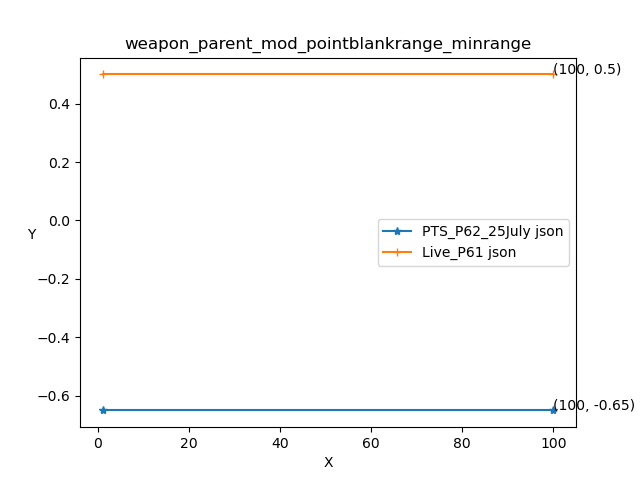 weapon_parent_mod_pointblankrange_minrange
(100, 0.5)
0.4
0.2
0.0
−0.2
−0.4
−0.6
Y
PTS_P62_25July json
Live_P61 json
(100, -0.65)
0
20
40
60
80
100
X